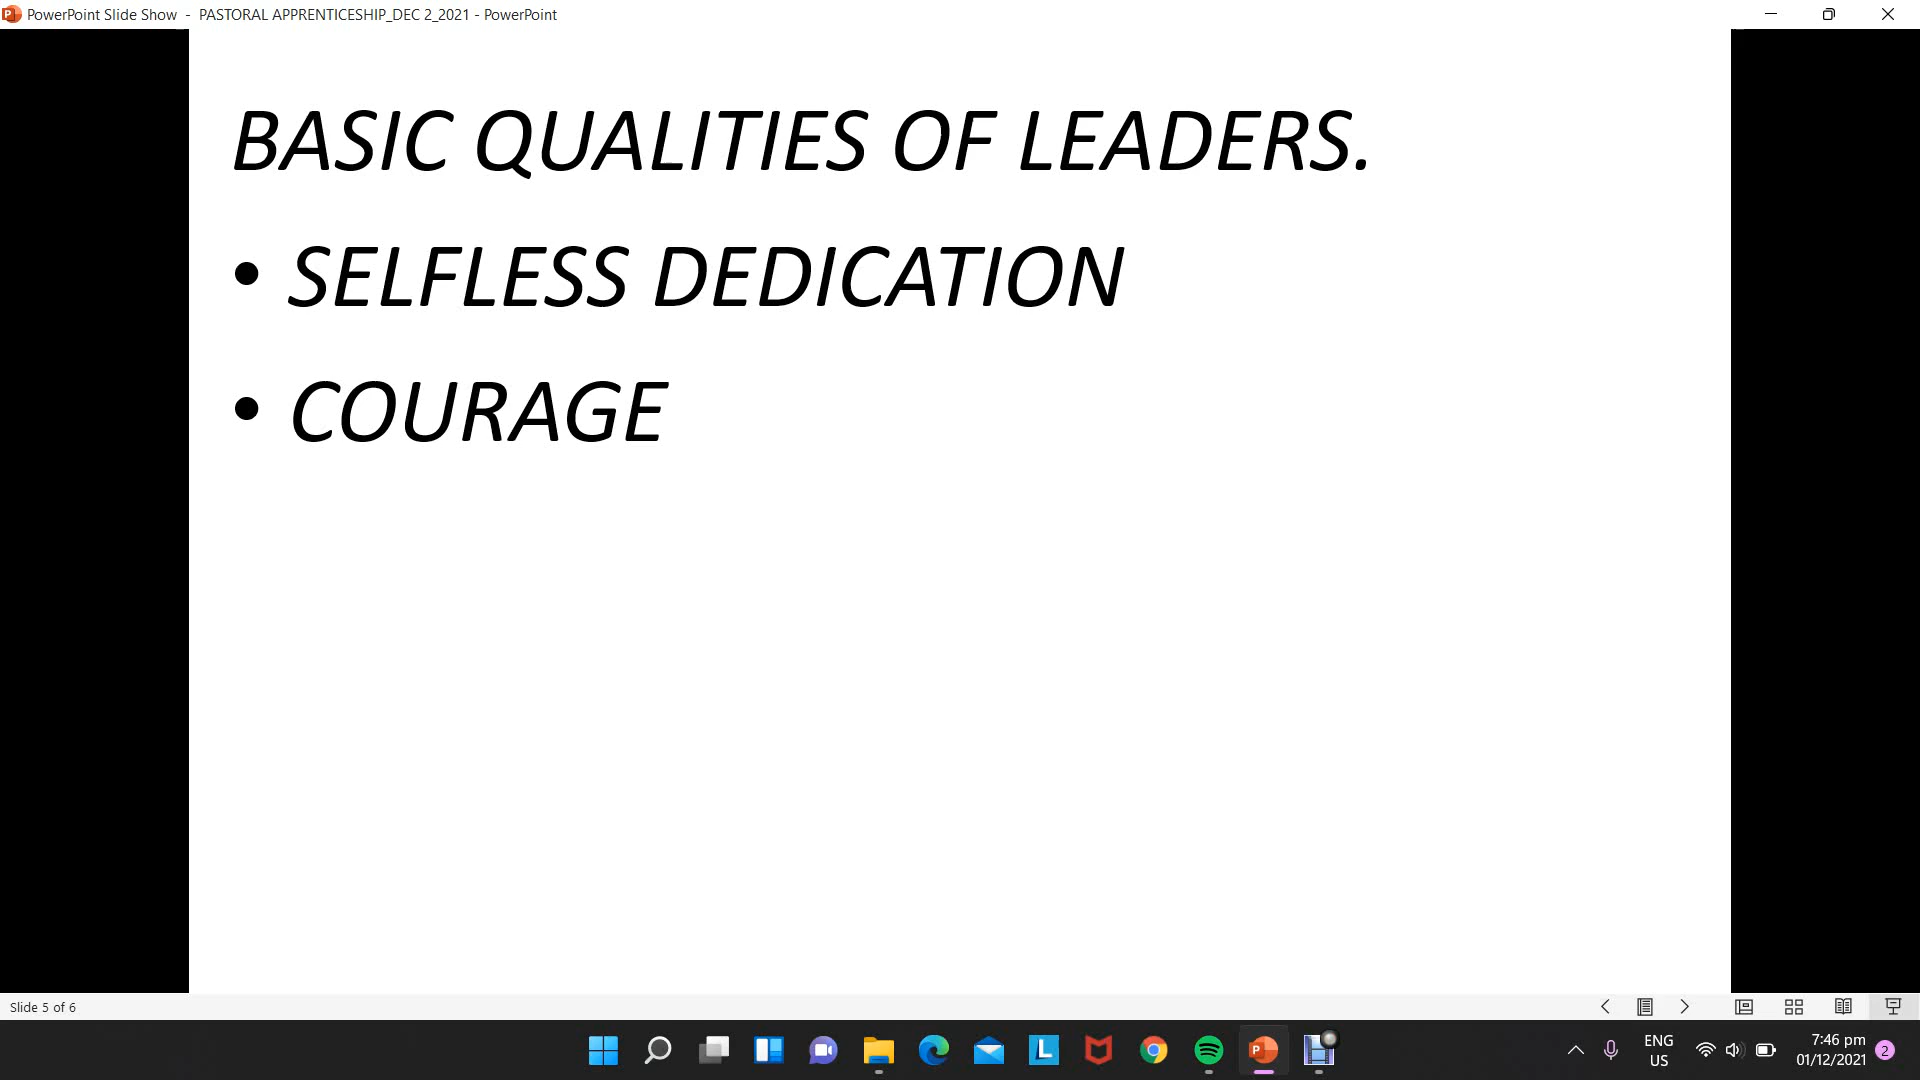 PowerPoint Slide Show - PASTORAL APPRENTICESHIP_DEC 2_2021 - PowerPoint
BASIC QUALITIES OF LEADERS.
• SELFLESS DEDICATION
• COURAGE
Slide 5 of 6
ENG
US
7:46 pm
01/12/2021
2